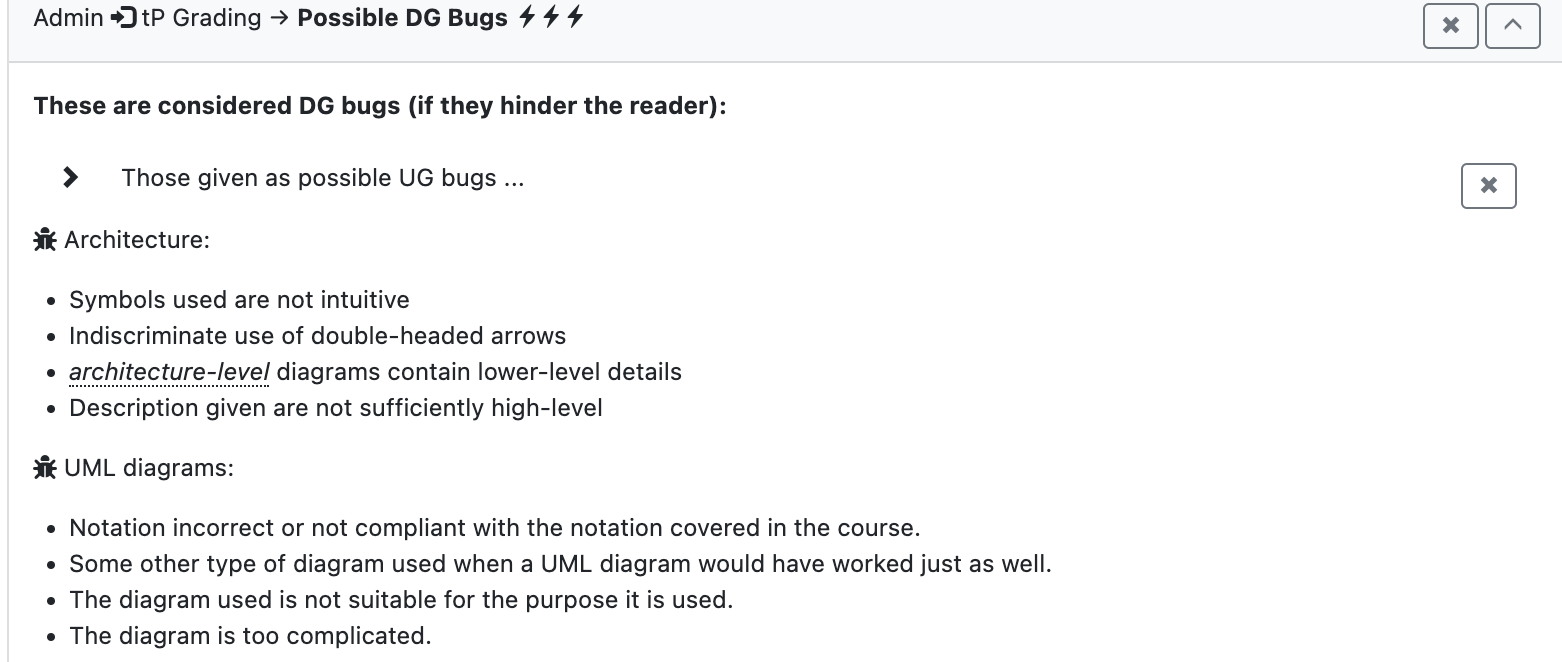 Admin tP Grading → Possible DG Bugs
These are considered DG bugs (if they hinder the reader):
Those given as possible UG bugs ...
Architecture:
• Symbols used are not intuitive
• Indiscriminate use of double-headed arrows
• architecture-level diagrams contain lower-level details
• Description given are not sufficiently high-level
UML diagrams:
• Notation incorrect or not compliant with the notation covered in the course.
• Some other type of diagram used when a UML diagram would have worked just as well.
• The diagram used is not suitable for the purpose it is used.
• The diagram is too complicated.